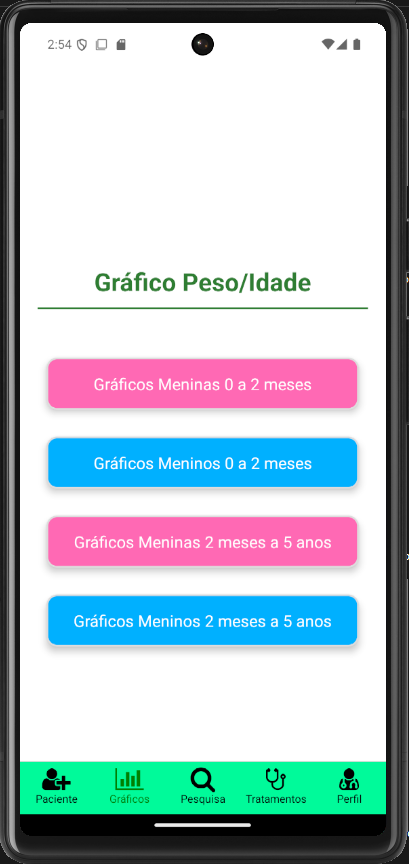 2:54
Gráfico Peso/Idade
Gráficos Meninas 0 a 2 meses
Gráficos Meninos 0 a 2 meses
Gráficos Meninas 2 meses a 5 anos
Gráficos Meninos 2 meses a 5 anos
Paciente Gráficos Pesquisa Tratamentos Perfil